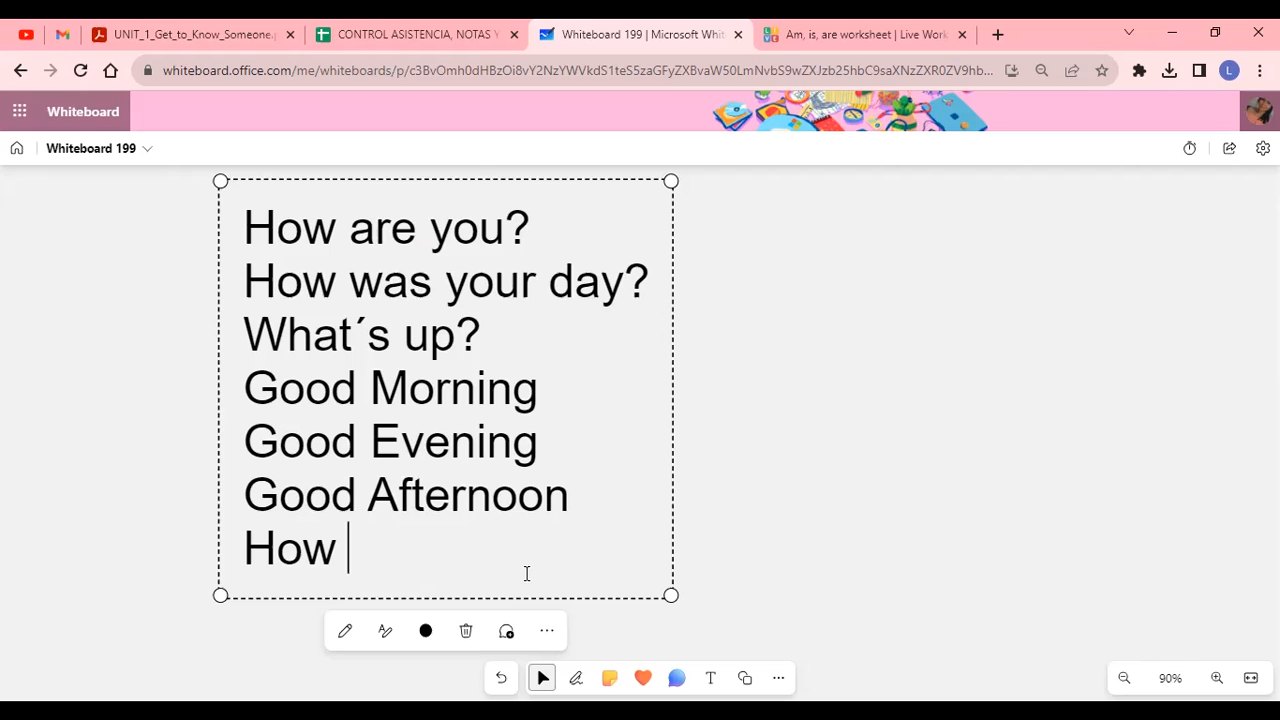 UNIT_1_Get_to_Know_Someone.
CONTROL ASISTENCIA, NOTAS Y
Whiteboard 199 | Microsoft Whit
Am, is, are worksheet | Live Work
whiteboard.office.com/me/whiteboards/p/c3BvOmh0dHBzOi8vY2NzYWVkdS1teS5zaGFyZXBvaW50LmNvbS9wZXJzb25hbC9saXNzZXR0ZV9hb...
L
Whiteboard
Whiteboard 199
How are you?
How was your day?
What´s up?
Good Morning
Good Evening
Good Afternoon
How
90%